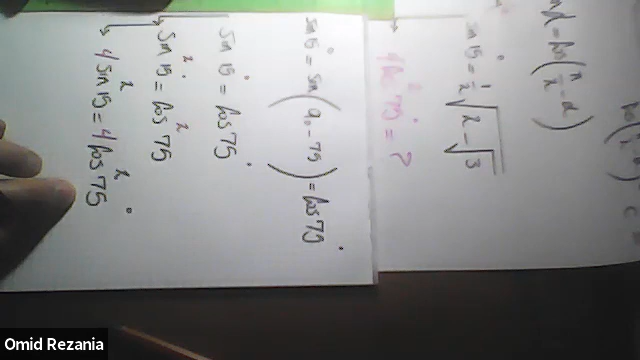 sin 15° = 1/2 √(2 - √3)
4 cos² 75° = ?
sin 15° = sin(90 - 75) = cos 75°
sin 15° = cos 75°
sin² 15° = cos² 75
4 sin² 15 = 4 cos² 75°
Omid Rezania